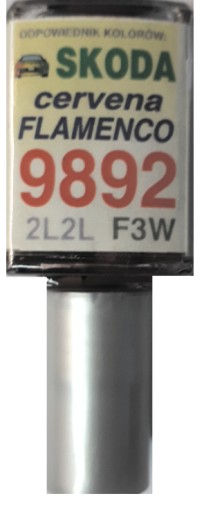 ODPOWIEDNIK KOLORÓW:
SKODA
cervena
FLAMENCO
9892
2L2L F3W